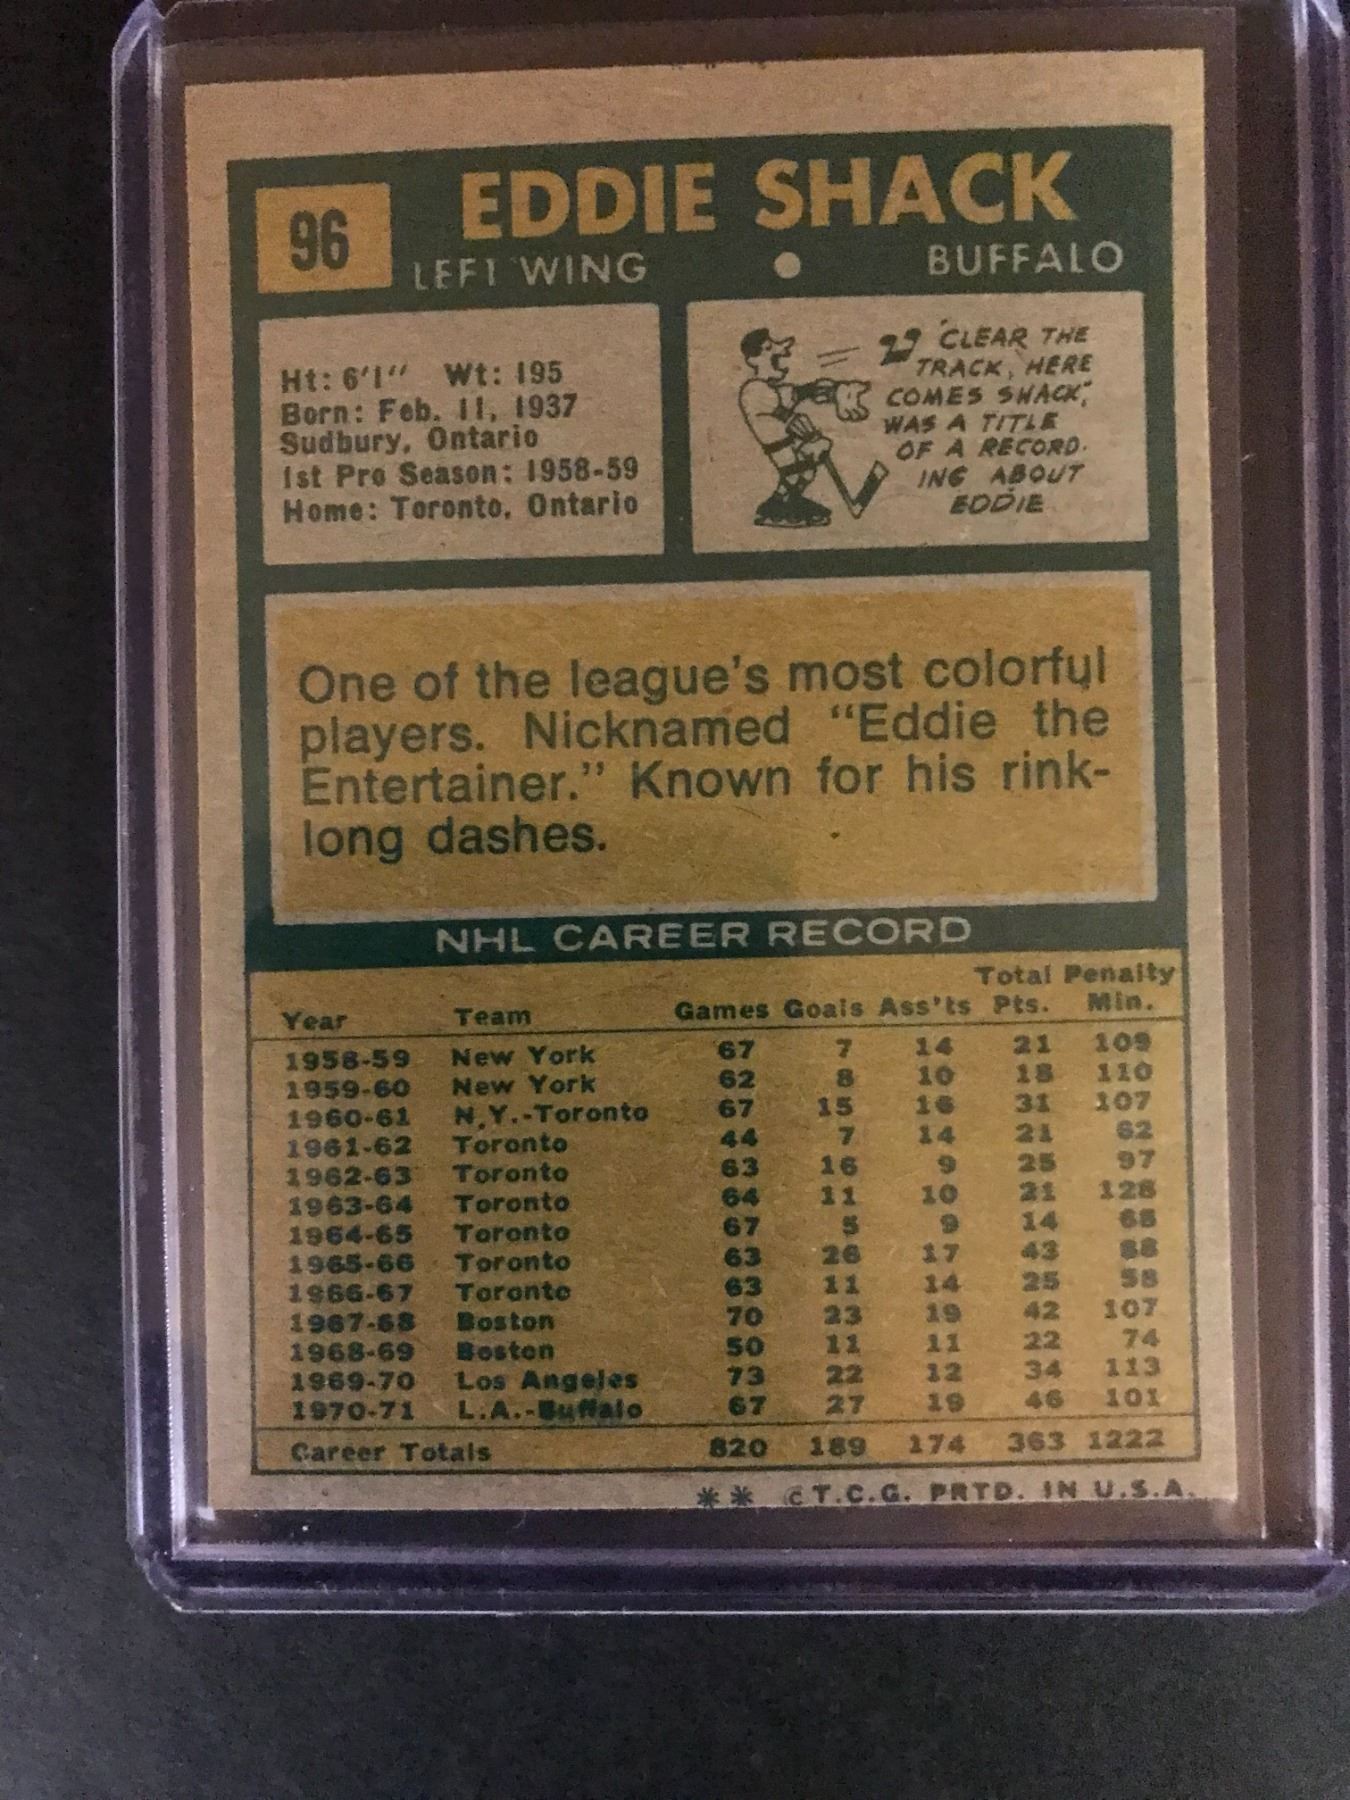 96
EDDIE SHACK
LEFT WING
BUFFALO
Ht: 6'1" Wt: 195
Born: Feb. 11, 1937
Sudbury, Ontario
1st Pro Season: 1958-59
Home: Toronto, Ontario
"CLEAR THE
TRACK, HERE
COMES SHACK,"
WAS A TITLE
OF A RECORD-
ING ABOUT
EDDIE
One of the league's most colorful
players. Nicknamed "Eddie the
Entertainer." Known for his rink-
long dashes.
NHL CAREER RECORD
Total Penalty
Year Team Games Goals Ass'ts Pts. Min.
1958-59 New York 67 7 14 21 109
1959-60 New York 62 8 10 18 110
1960-61 N.Y.-Toronto 67 15 16 31 107
1961-62 Toronto 44 7 14 21 62
1962-63 Toronto 63 16 9 25 97
1963-64 Toronto 64 11 10 21 128
1964-65 Toronto 67 5 9 14 68
1965-66 Toronto 63 26 17 43 88
1966-67 Toronto 63 11 14 25 58
1967-68 Boston 70 23 19 42 107
1968-69 Boston 50 11 11 22 74
1969-70 Los Angeles 73 22 12 34 113
1970-71 L.A.-Buffalo 67 27 19 46 101
Career Totals 820 189 174 363 1222
** © T.C.G. PRTD. IN U.S.A.